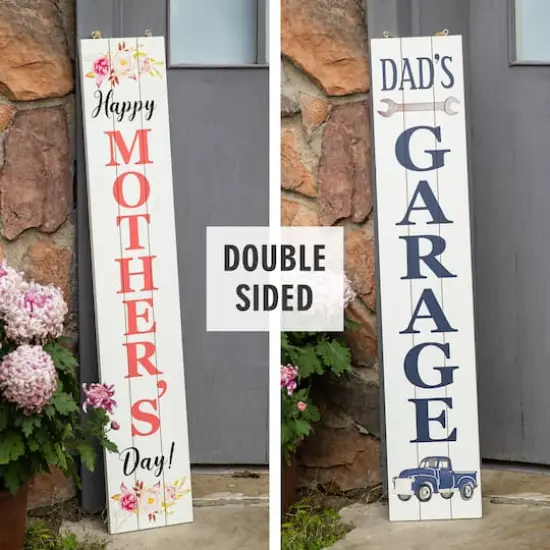 Happy
MOTHER'S
Day!
DOUBLE
SIDED
DAD'S
GARAGE